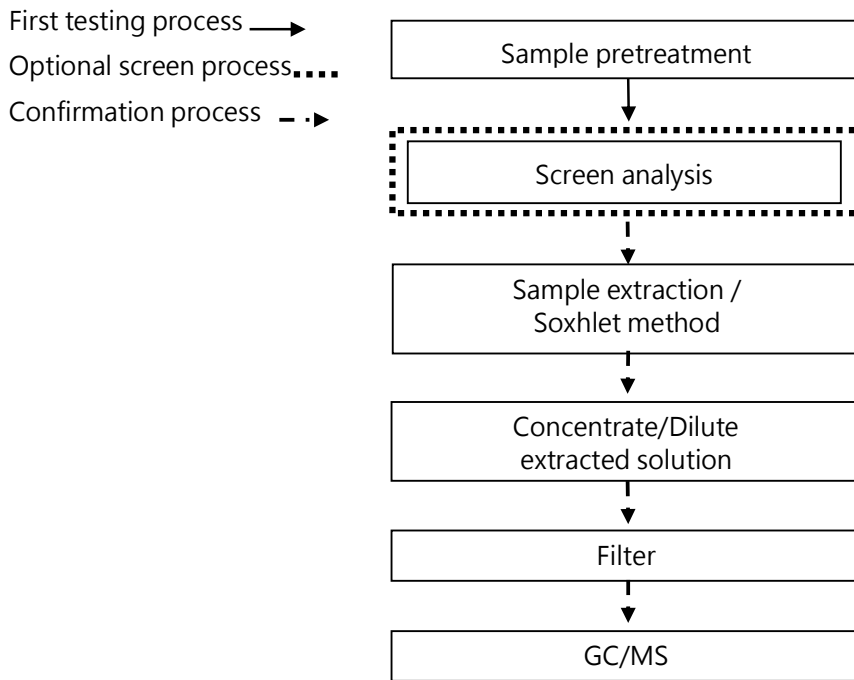 First testing process
Optional screen process
Confirmation process
Sample pretreatment
Screen analysis
Sample extraction /
Soxhlet method
Concentrate/Dilute
extracted solution
Filter
GC/MS